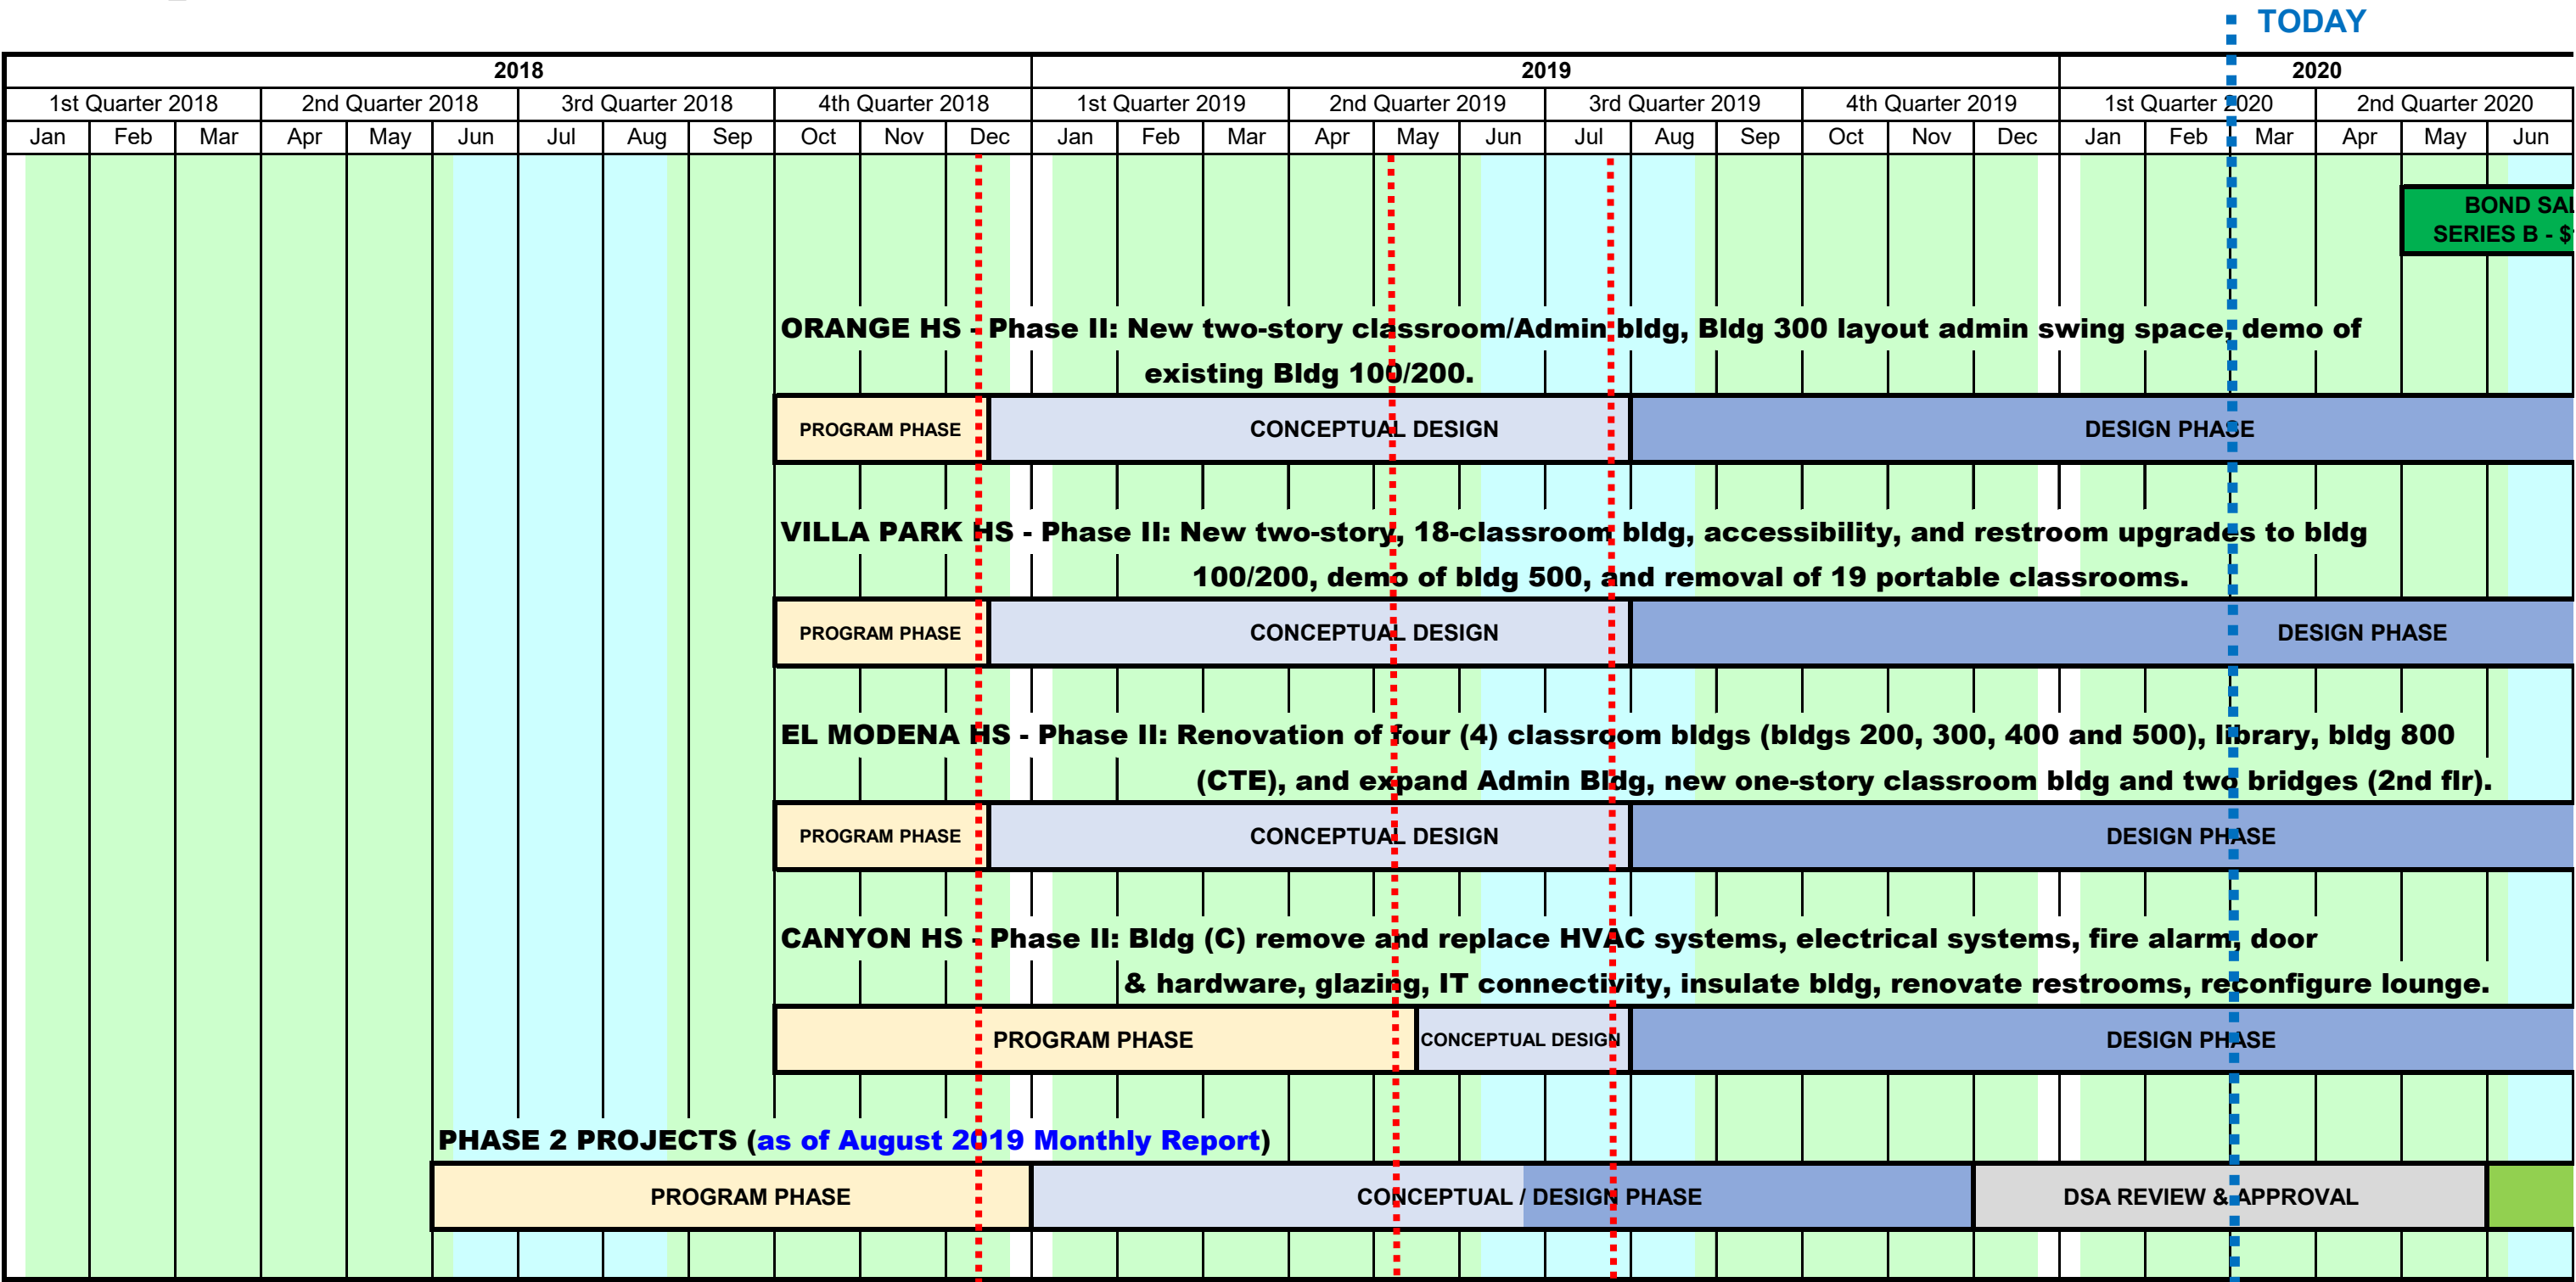 TODAY
2018 2019 2020
1st Quarter 2018 2nd Quarter 2018 3rd Quarter 2018 4th Quarter 2018 1st Quarter 2019 2nd Quarter 2019 3rd Quarter 2019 4th Quarter 2019 1st Quarter 2020 2nd Quarter 2020
Jan Feb Mar Apr May Jun Jul Aug Sep Oct Nov Dec Jan Feb Mar Apr May Jun Jul Aug Sep Oct Nov Dec Jan Feb Mar Apr May Jun
BOND SAL
SERIES B - $
ORANGE HS - Phase II: New two-story classroom/Admin bldg, Bldg 300 layout admin swing space, demo of
existing Bldg 100/200.
PROGRAM PHASE CONCEPTUAL DESIGN DESIGN PHASE
VILLA PARK HS - Phase II: New two-story, 18-classroom bldg, accessibility, and restroom upgrades to bldg
100/200, demo of bldg 500, and removal of 19 portable classrooms.
PROGRAM PHASE CONCEPTUAL DESIGN DESIGN PHASE
EL MODENA HS - Phase II: Renovation of four (4) classroom bldgs (bldgs 200, 300, 400 and 500), library, bldg 800
(CTE), and expand Admin Bldg, new one-story classroom bldg and two bridges (2nd flr).
PROGRAM PHASE CONCEPTUAL DESIGN DESIGN PHASE
CANYON HS - Phase II: Bldg (C) remove and replace HVAC systems, electrical systems, fire alarm, door
& hardware, glazing, IT connectivity, insulate bldg, renovate restrooms, reconfigure lounge.
PROGRAM PHASE CONCEPTUAL DESIGN DESIGN PHASE
PHASE 2 PROJECTS (as of August 2019 Monthly Report)
PROGRAM PHASE CONCEPTUAL / DESIGN PHASE DSA REVIEW & APPROVAL